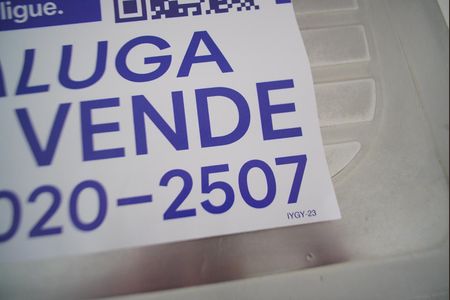 ligue.
ALUGA
VENDE
020-2507
IYGY-23